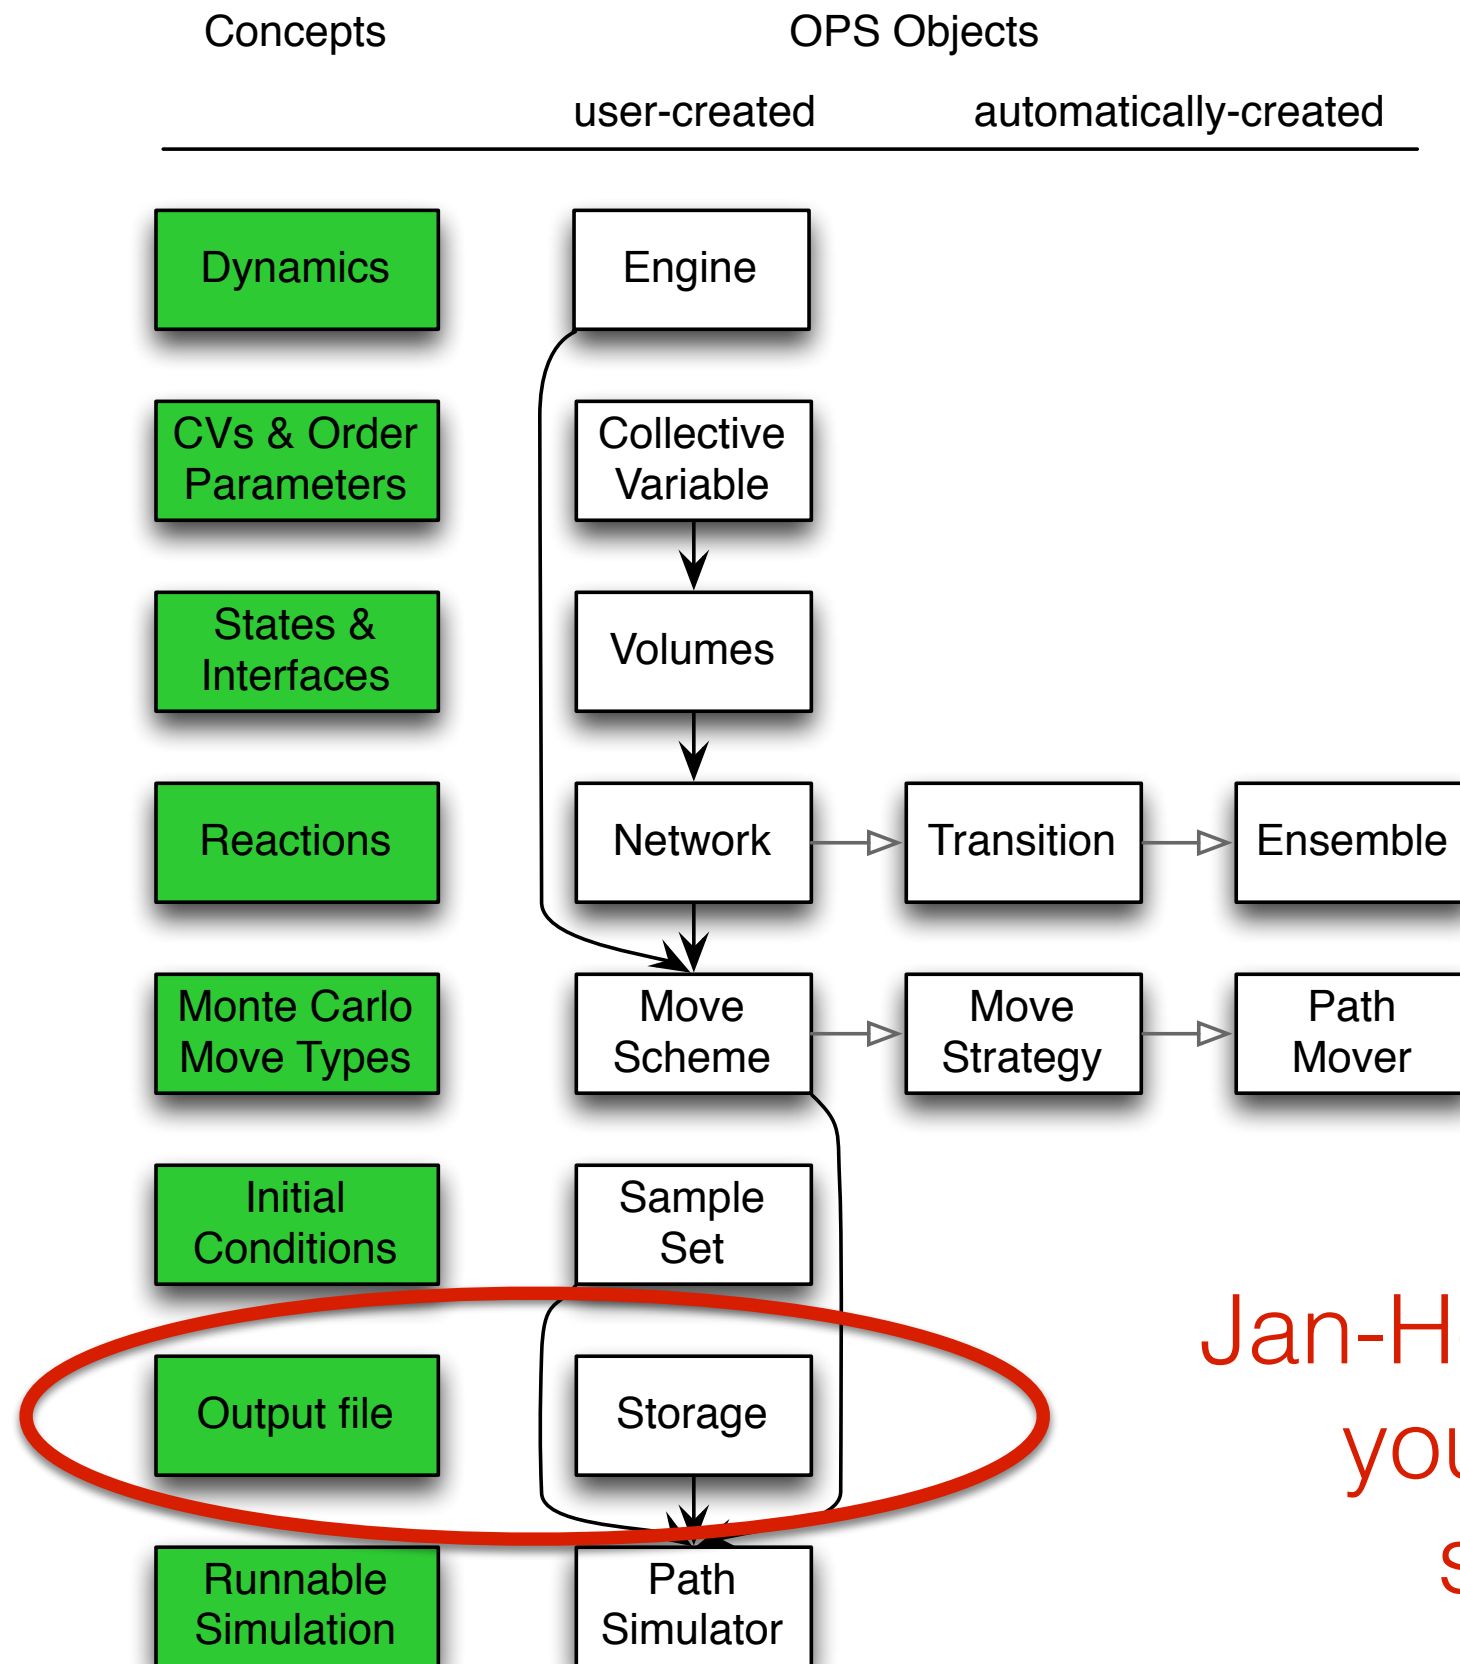 Concepts
OPS Objects
user-created
automatically-created
Dynamics
Engine
CVs & Order
Parameters
Collective
Variable
States &
Interfaces
Volumes
Reactions
Network
Transition
Ensemble
Monte Carlo
Move Types
Move
Scheme
Move
Strategy
Path
Mover
Initial
Conditions
Sample
Set
Output file
Storage
Runnable
Simulation
Path
Simulator